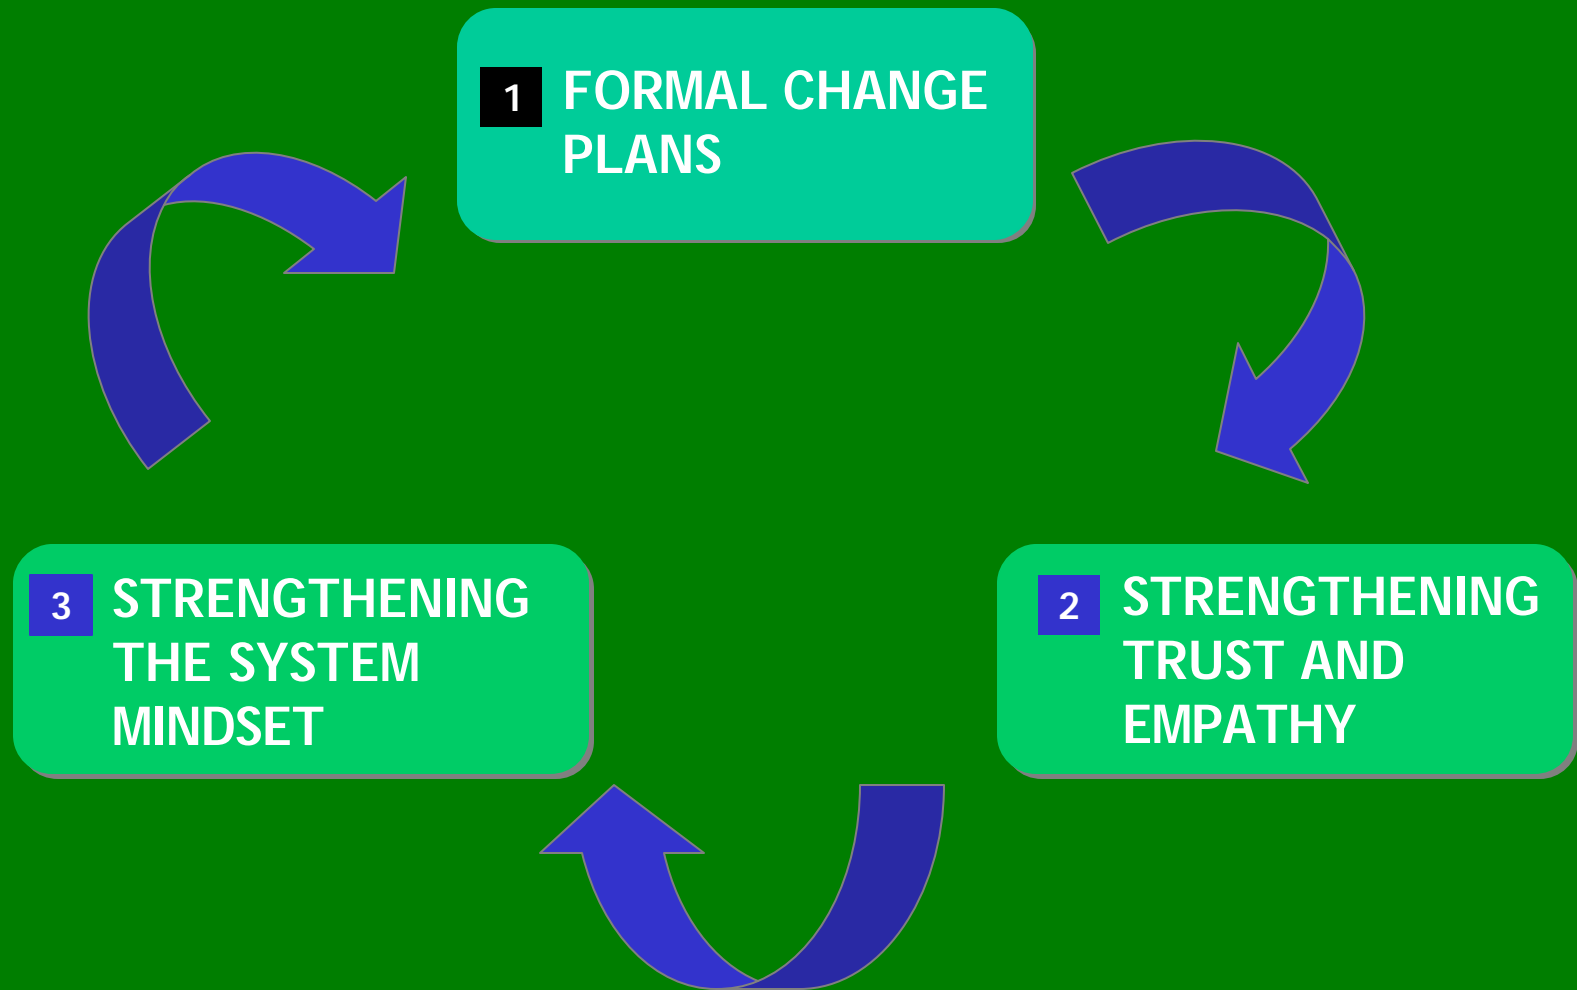 1 FORMAL CHANGE
PLANS
2 STRENGTHENING
TRUST AND
EMPATHY
3 STRENGTHENING
THE SYSTEM
MINDSET